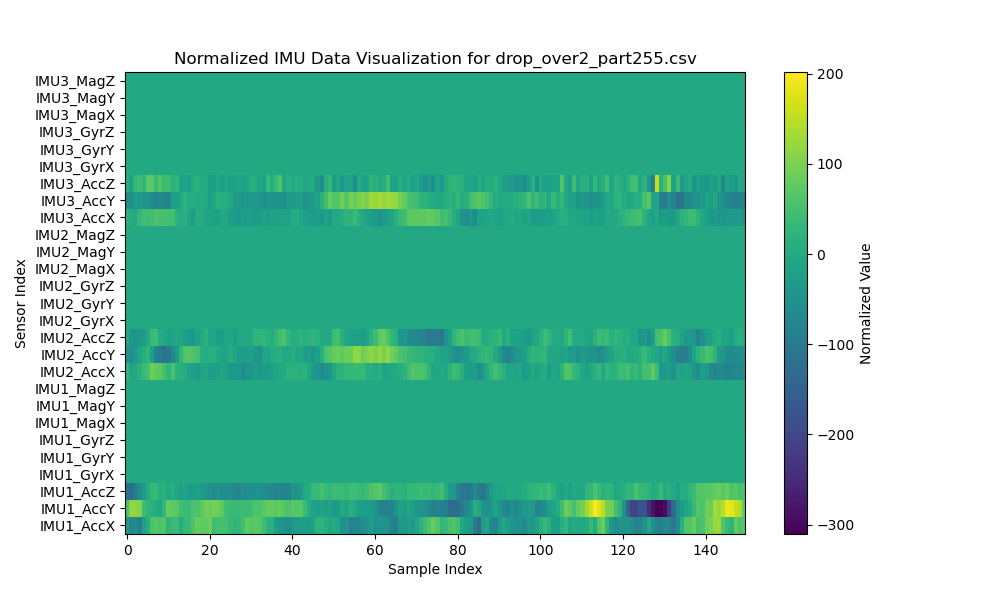 Normalized IMU Data Visualization for drop_over2_part255.csv
IMU3_MagZ
IMU3_MagY
IMU3_MagX
IMU3_GyrZ
IMU3_GyrY
IMU3_GyrX
IMU3_AccZ
IMU3_AccY
IMU3_AccX
IMU2_MagZ
IMU2_MagY
IMU2_MagX
IMU2_GyrZ
IMU2_GyrY
IMU2_GyrX
IMU2_AccZ
IMU2_AccY
IMU2_AccX
IMU1_MagZ
IMU1_MagY
IMU1_MagX
IMU1_GyrZ
IMU1_GyrY
IMU1_GyrX
IMU1_AccZ
IMU1_AccY
IMU1_AccX
Sensor Index
0 20 40 60 80 100 120 140
Sample Index
200
100
0
−100
−200
−300
Normalized Value